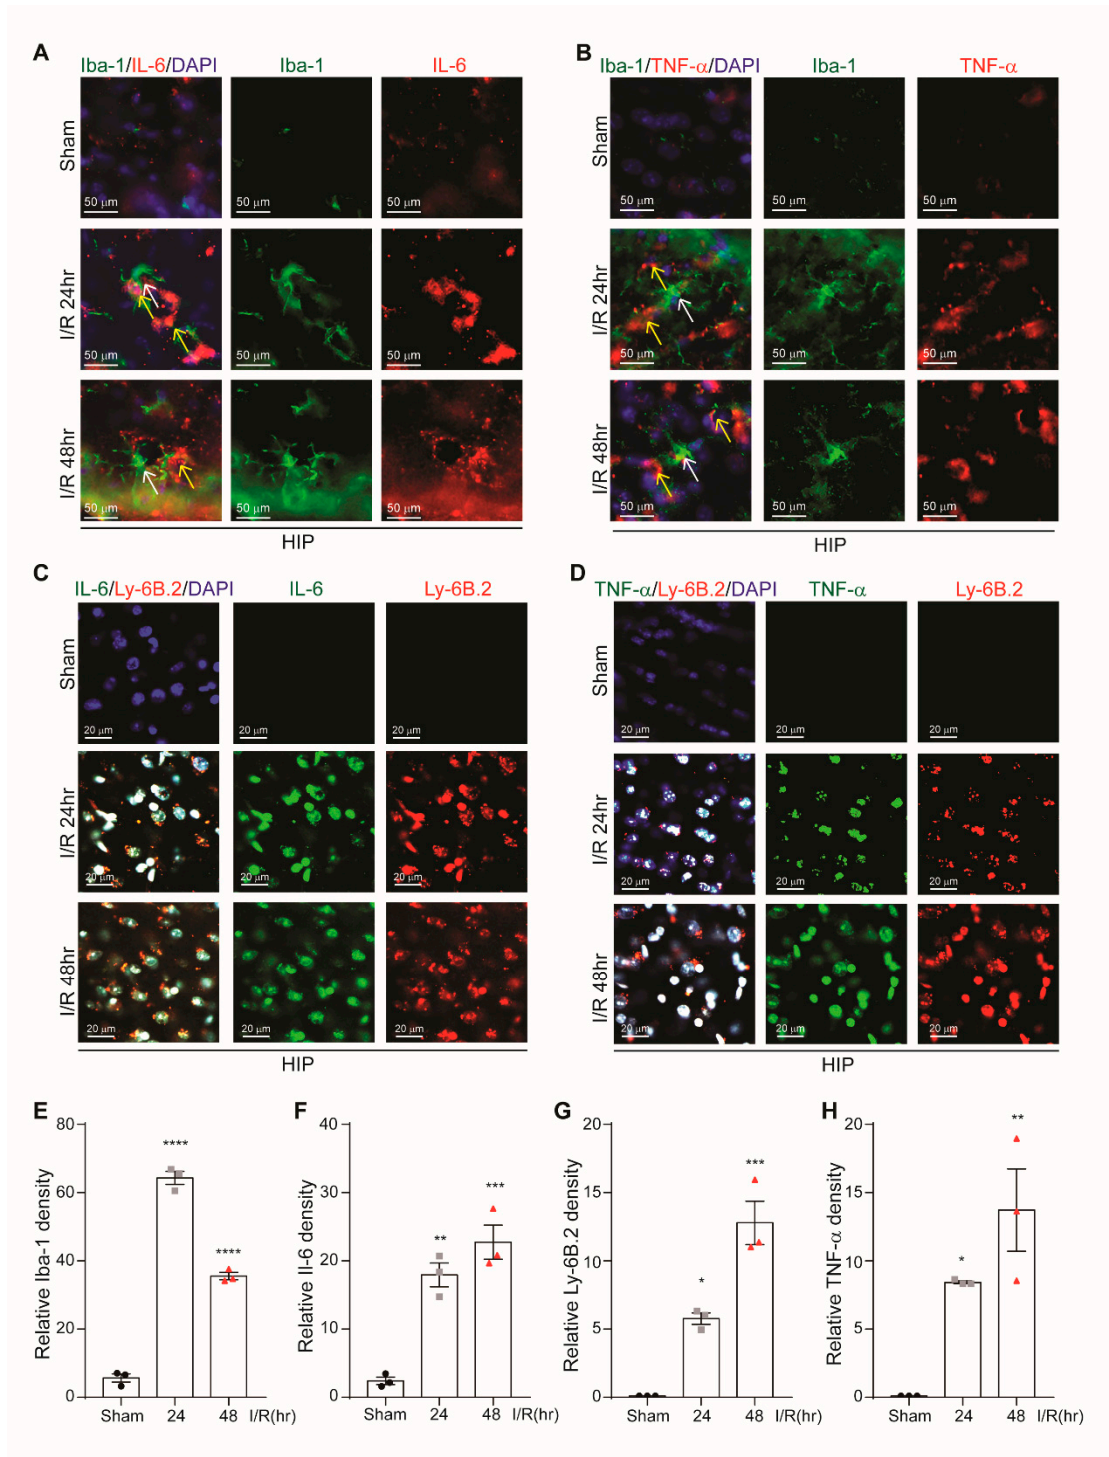 A
Iba-1/IL-6/DAPI Iba-1 IL-6
Sham
50 μm 50 μm 50 μm
I/R 24hr
50 μm 50 μm 50 μm
I/R 48hr
50 μm 50 μm 50 μm
HIP
B
Iba-1/TNF-α/DAPI Iba-1 TNF-α
Sham
50 μm 50 μm 50 μm
I/R 24hr
50 μm 50 μm 50 μm
I/R 48hr
50 μm 50 μm 50 μm
HIP
C
IL-6/Ly-6B.2/DAPI IL-6 Ly-6B.2
Sham
20 μm 20 μm 20 μm
I/R 24hr
20 μm 20 μm 20 μm
I/R 48hr
20 μm 20 μm 20 μm
HIP
D
TNF-α/Ly-6B.2/DAPI TNF-α Ly-6B.2
Sham
20 μm 20 μm 20 μm
I/R 24hr
20 μm 20 μm 20 μm
I/R 48hr
20 μm 20 μm 20 μm
HIP
E
Relative Iba-1 density
80
60
40
20
0
****
****
Sham 24 48 I/R(hr)
F
Relative Il-6 density
40
30
20
10
0
**
***
Sham 24 48 I/R(hr)
G
Relative Ly-6B.2 density
20
15
10
5
0
*
***
Sham 24 48 I/R(hr)
H
Relative TNF-α density
20
15
10
5
0
*
**
Sham 24 48 I/R(hr)